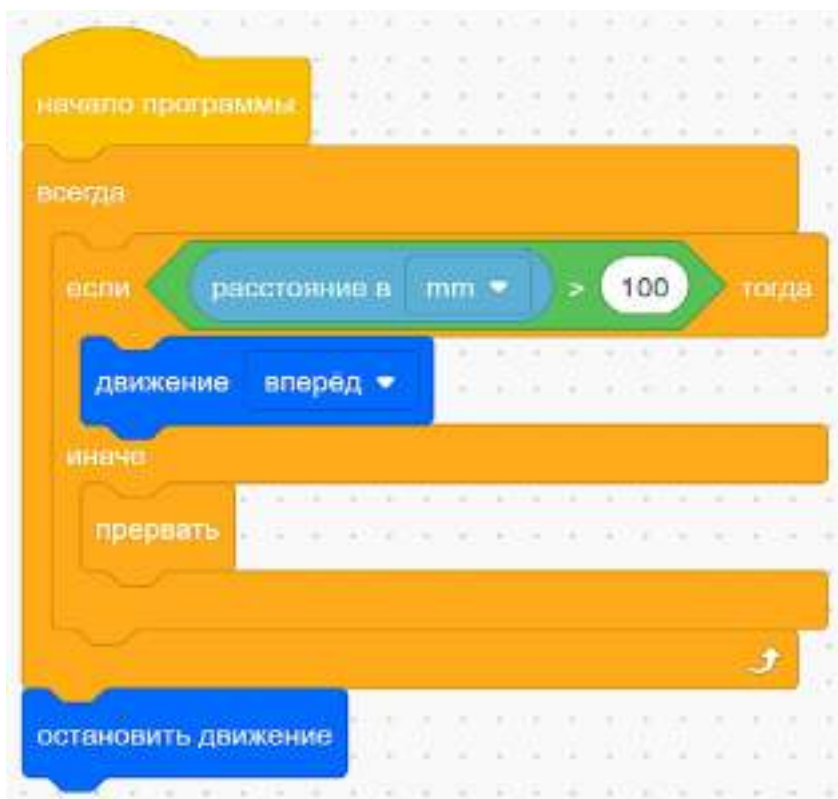 начало программы
всегда
если расстояние в mm > 100 тогда
движение вперёд
иначе
прервать
остановить движение